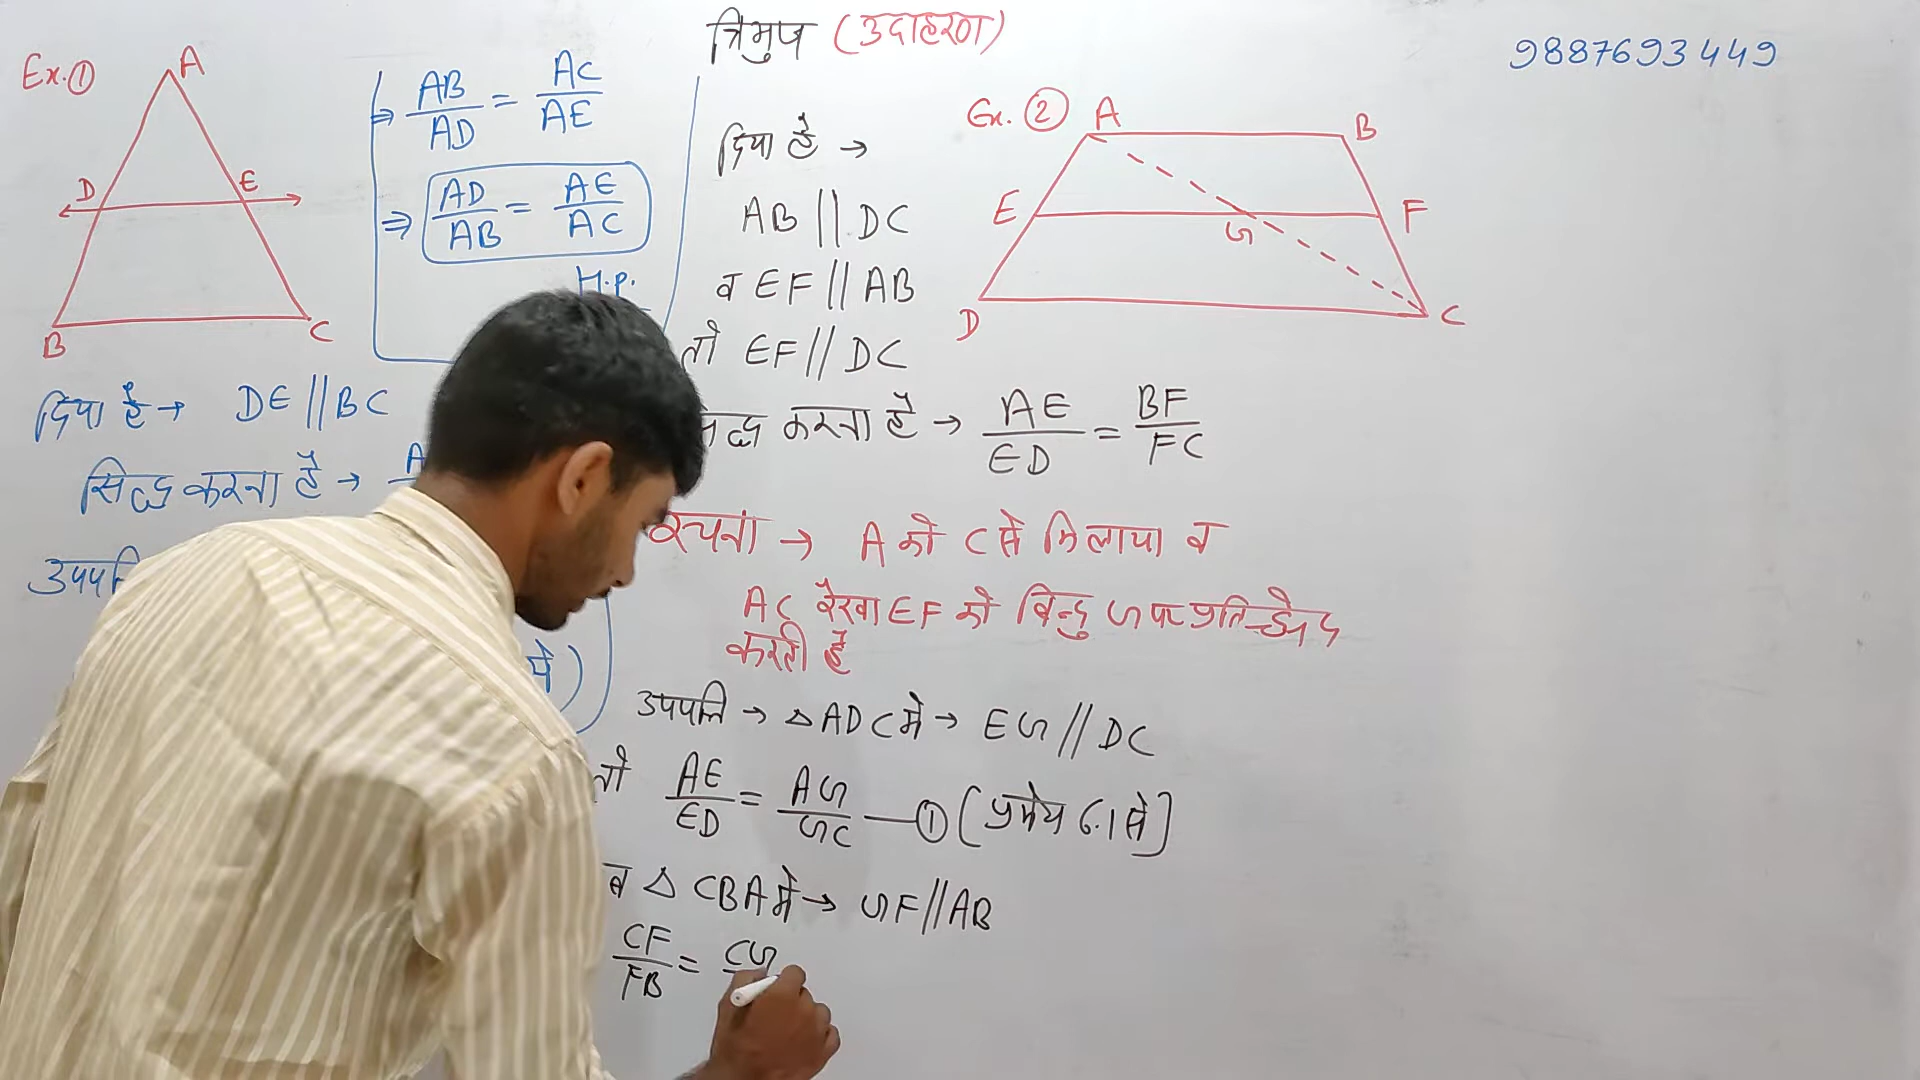 त्रिभुज (उदाहरण)
9887693449
Ex. ①
A
D
E
B
C
⇒ AB/AD = AC/AE
⇒ AD/AB = AE/AC
H.p.
दिया है → DE || BC
सिद्ध करना है → A
उपपत्ति
में)
Ex. ②
A
B
E
F
G
D
C
दिया है →
AB || DC
व EF || AB
तो EF // DC
करना है → AE/ED = BF/FC
रचना → A को C से मिलाया व
AC रेखा EF को बिन्दु G पर प्रतिच्छेद
करती है
उपपत्ति → △ADC में → EG // DC
तो AE/ED = AG/GC — ① [प्रमेय 6.1 से]
व △ CBA में → GF // AB
CF/FB = CG